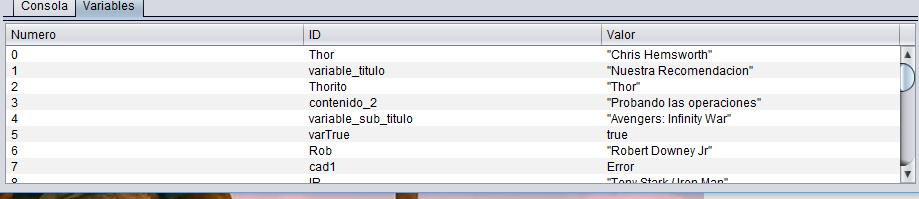 Consola Variables
Numero ID Valor
0 Thor "Chris Hemsworth"
1 variable_titulo "Nuestra Recomendacion"
2 Thorito "Thor"
3 contenido_2 "Probando las operaciones"
4 variable_sub_titulo "Avengers: Infinity War"
5 varTrue true
6 Rob "Robert Downey Jr"
7 cad1 Error
8 "Tony Stark / Iron Man"